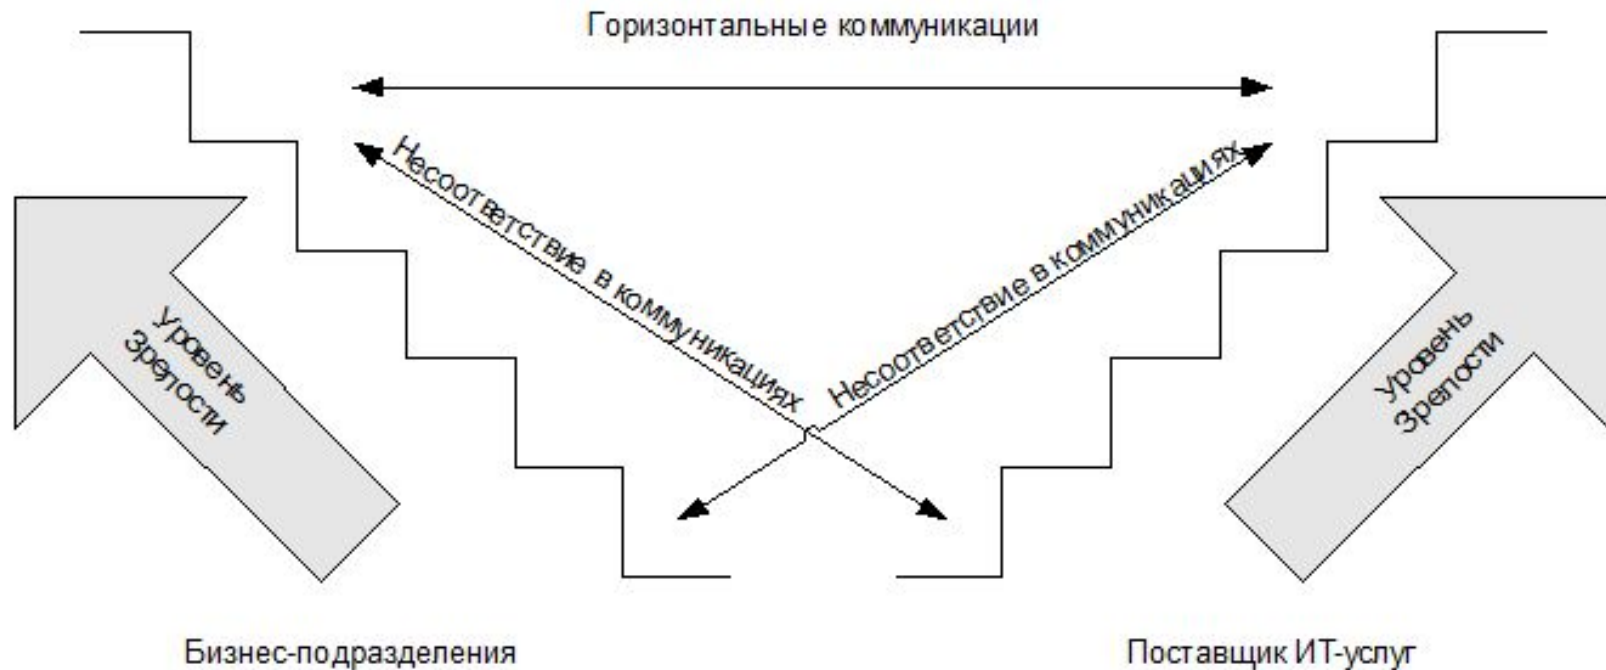 Горизонтальные коммуникации
Несоответствие в коммуникациях
Несоответствие в коммуникациях
Уровень
Зрелости
Уровень
Зрелости
Бизнес-подразделения
Поставщик ИТ-услуг